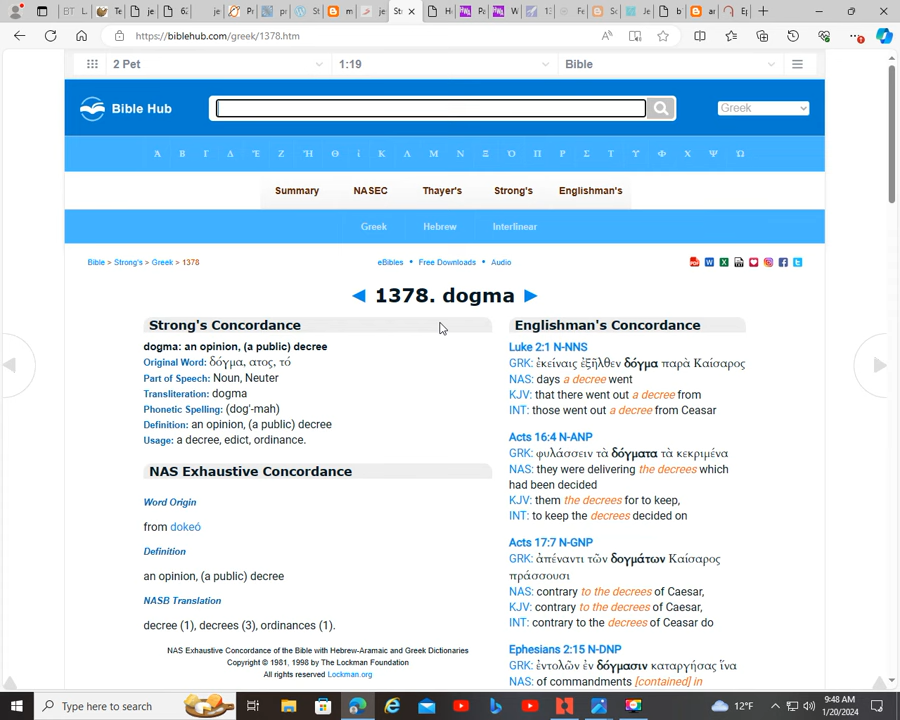 https://biblehub.com/greek/1378.htm
2 Pet
1:19
Bible
Bible Hub
Greek
Α Β Γ Δ Ἐ Ζ Ἡ Θ ἰ Κ Λ Μ Ν Ξ Ὁ Π Ρ Σ Τ Υ Φ Χ Ψ Ὠ
Summary NASEC Thayer's Strong's Englishman's
Greek Hebrew Interlinear
Bible > Strong's > Greek > 1378
eBibles • Free Downloads • Audio
◄ 1378. dogma ►
Strong's Concordance
dogma: an opinion, (a public) decree
Original Word: δόγμα, ατος, τό
Part of Speech: Noun, Neuter
Transliteration: dogma
Phonetic Spelling: (dog'-mah)
Definition: an opinion, (a public) decree
Usage: a decree, edict, ordinance.
NAS Exhaustive Concordance
Word Origin
from dokeó
Definition
an opinion, (a public) decree
NASB Translation
decree (1), decrees (3), ordinances (1).
NAS Exhaustive Concordance of the Bible with Hebrew-Aramaic and Greek Dictionaries
Copyright © 1981, 1998 by The Lockman Foundation
All rights reserved Lockman.org
Englishman's Concordance
Luke 2:1 N-NNS
GRK: ἐκείναις ἐξῆλθεν δόγμα παρὰ Καίσαρος
NAS: days a decree went
KJV: that there went out a decree from
INT: those went out a decree from Ceasar
Acts 16:4 N-ANP
GRK: φυλάσσειν τὰ δόγματα τὰ κεκριμένα
NAS: they were delivering the decrees which
had been decided
KJV: them the decrees for to keep,
INT: to keep the decrees decided on
Acts 17:7 N-GNP
GRK: ἀπέναντι τῶν δογμάτων Καίσαρος
πράσσουσι
NAS: contrary to the decrees of Caesar,
KJV: contrary to the decrees of Caesar,
INT: contrary to the decrees of Ceasar do
Ephesians 2:15 N-DNP
GRK: ἐντολῶν ἐν δόγμασιν καταργήσας ἵνα
NAS: of commandments [contained] in
Type here to search
12°F
9:48 AM
1/20/2024